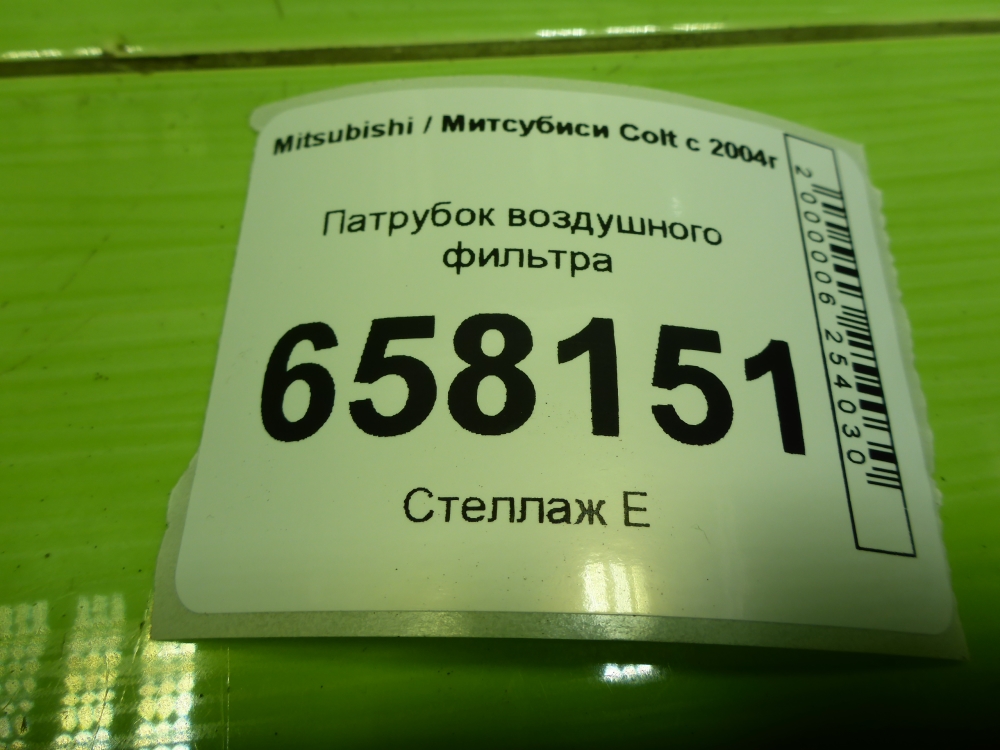 Mitsubishi / Митсубиси Colt с 2004г
Патрубок воздушного
фильтра
658151
Стеллаж Е
2000006254030